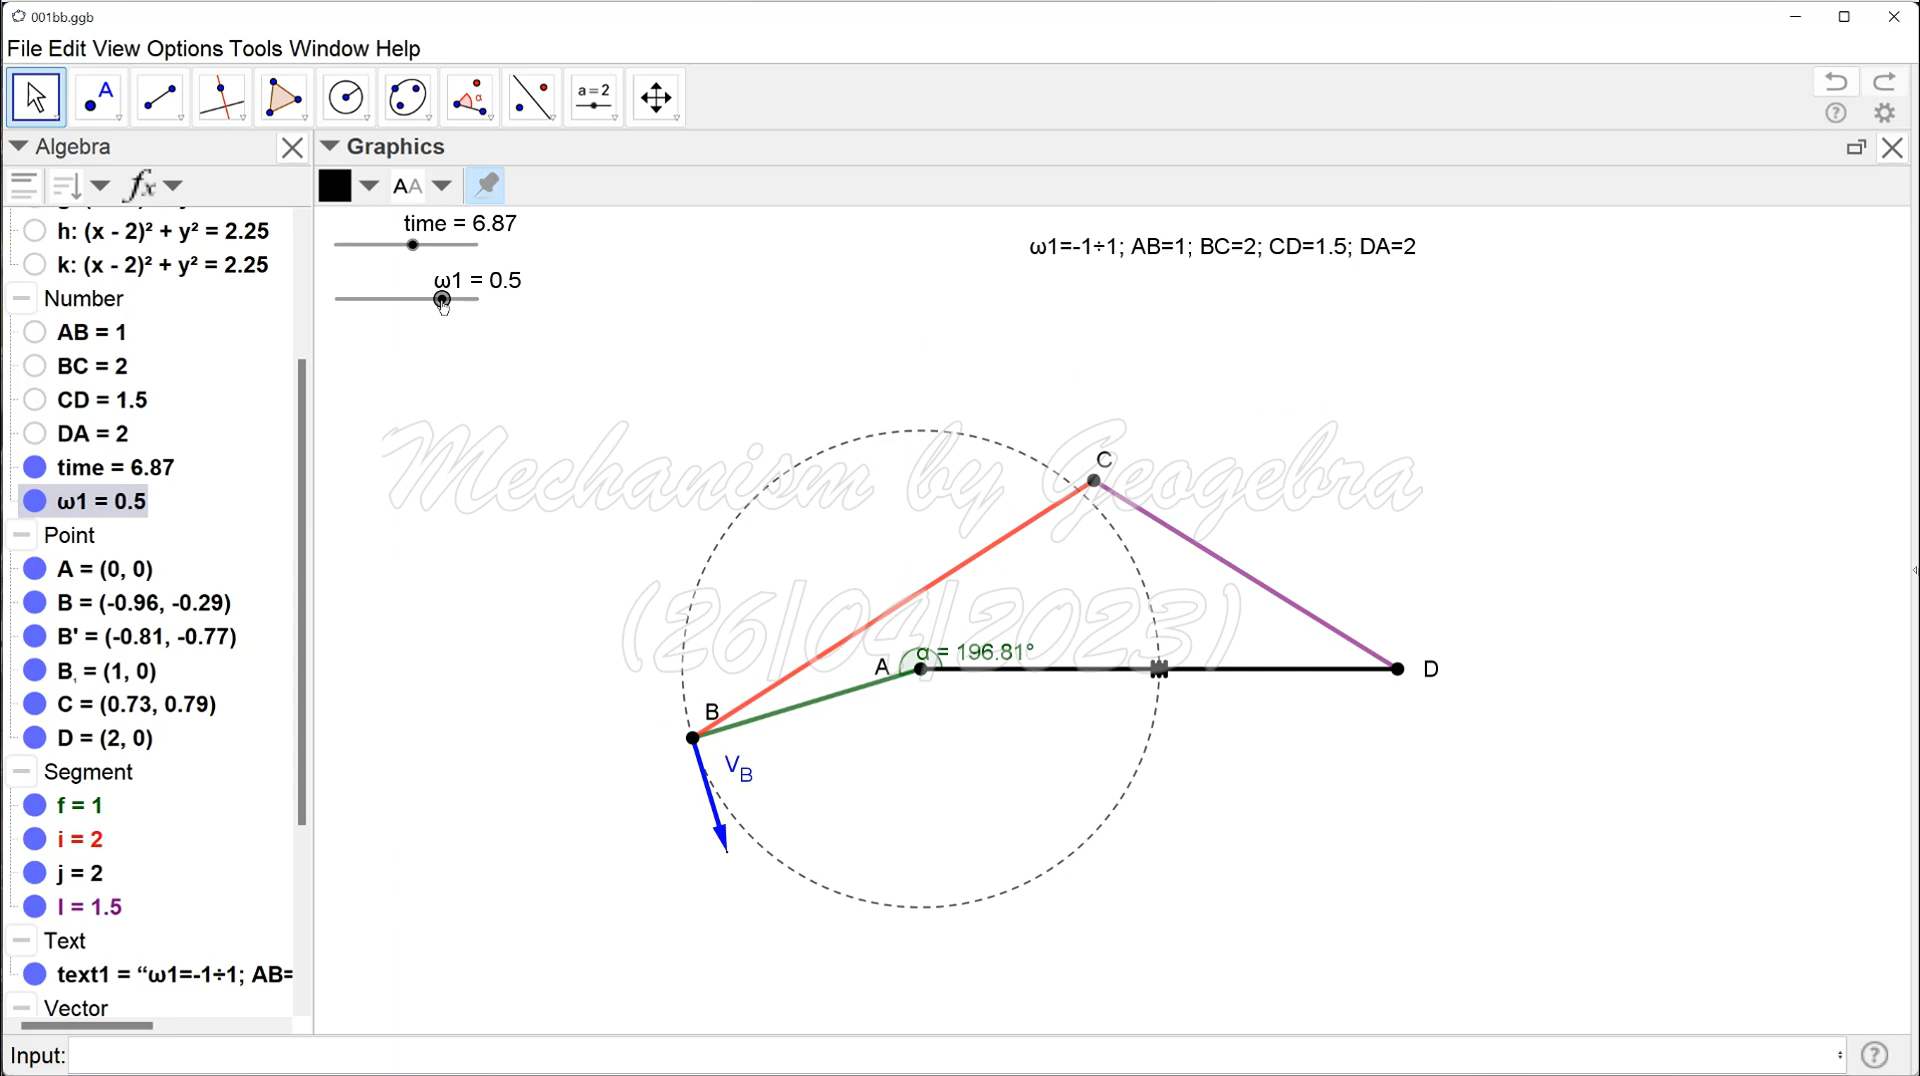 001bb.ggb
File Edit View Options Tools Window Help
A
α
a=2
Algebra
Graphics
fx
AA
h: (x - 2)² + y² = 2.25
k: (x - 2)² + y² = 2.25
Number
AB = 1
BC = 2
CD = 1.5
DA = 2
time = 6.87
ω1 = 0.5
Point
A = (0, 0)
B = (-0.96, -0.29)
B' = (-0.81, -0.77)
B, = (1, 0)
C = (0.73, 0.79)
D = (2, 0)
Segment
f = 1
i = 2
j = 2
l = 1.5
Text
text1 = “ω1=-1÷1; AB=
Vector
time = 6.87
ω1 = 0.5
ω1=-1÷1; AB=1; BC=2; CD=1.5; DA=2
Mechanism by Geogebra
(26|04|2023)
C
α = 196.81°
A
D
B
VB
Input: